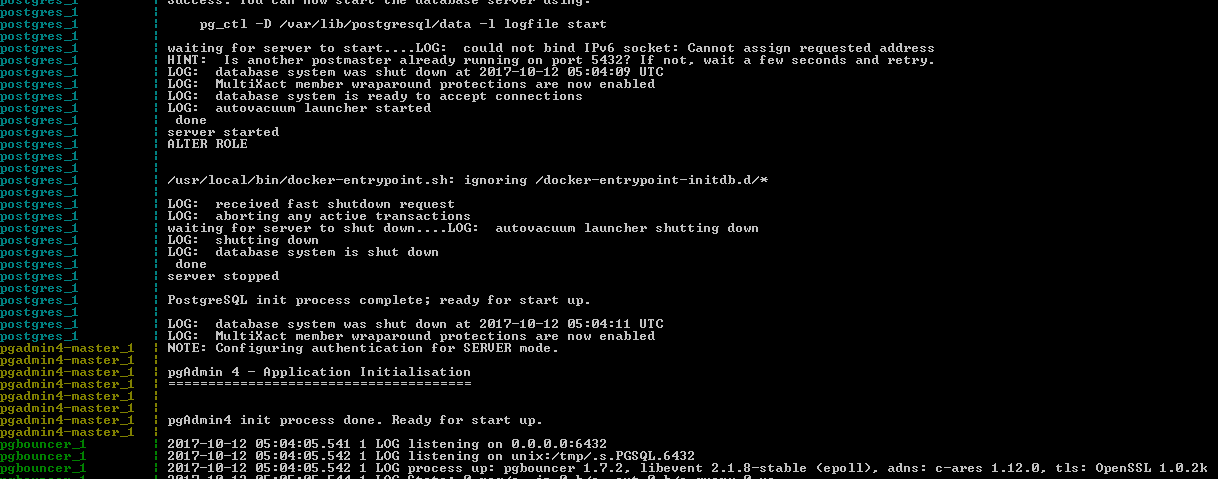 postgres_1 | Success. You can now start the database server using:
postgres_1 |
postgres_1 | pg_ctl -D /var/lib/postgresql/data -l logfile start
postgres_1 |
postgres_1 | waiting for server to start....LOG:  could not bind IPv6 socket: Cannot assign requested address
postgres_1 | HINT:  Is another postmaster already running on port 5432? If not, wait a few seconds and retry.
postgres_1 | LOG:  database system was shut down at 2017-10-12 05:04:09 UTC
postgres_1 | LOG:  MultiXact member wraparound protections are now enabled
postgres_1 | LOG:  database system is ready to accept connections
postgres_1 | LOG:  autovacuum launcher started
postgres_1 |  done
postgres_1 | server started
postgres_1 | ALTER ROLE
postgres_1 |
postgres_1 |
postgres_1 | /usr/local/bin/docker-entrypoint.sh: ignoring /docker-entrypoint-initdb.d/*
postgres_1 |
postgres_1 | LOG:  received fast shutdown request
postgres_1 | LOG:  aborting any active transactions
postgres_1 | waiting for server to shut down....LOG:  autovacuum launcher shutting down
postgres_1 | LOG:  shutting down
postgres_1 | LOG:  database system is shut down
postgres_1 |  done
postgres_1 | server stopped
postgres_1 |
postgres_1 | PostgreSQL init process complete; ready for start up.
postgres_1 |
postgres_1 | LOG:  database system was shut down at 2017-10-12 05:04:11 UTC
postgres_1 | LOG:  MultiXact member wraparound protections are now enabled
pgadmin4-master_1 | NOTE: Configuring authentication for SERVER mode.
pgadmin4-master_1 |
pgadmin4-master_1 | pgAdmin 4 - Application Initialisation
pgadmin4-master_1 | ======================================
pgadmin4-master_1 |
pgadmin4-master_1 |
pgadmin4-master_1 | pgAdmin4 init process done. Ready for start up.
pgadmin4-master_1 |
pgbouncer_1 | 2017-10-12 05:04:05.541 1 LOG listening on 0.0.0.0:6432
pgbouncer_1 | 2017-10-12 05:04:05.542 1 LOG listening on unix:/tmp/.s.PGSQL.6432
pgbouncer_1 | 2017-10-12 05:04:05.542 1 LOG process up: pgbouncer 1.7.2, libevent 2.1.8-stable (epoll), adns: c-ares 1.12.0, tls: OpenSSL 1.0.2k